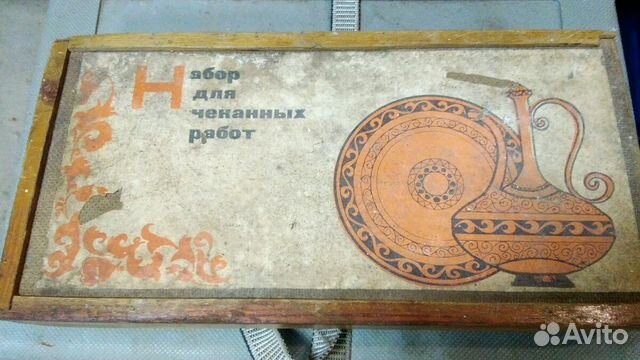 Набор
для
чеканных
работ
Avito